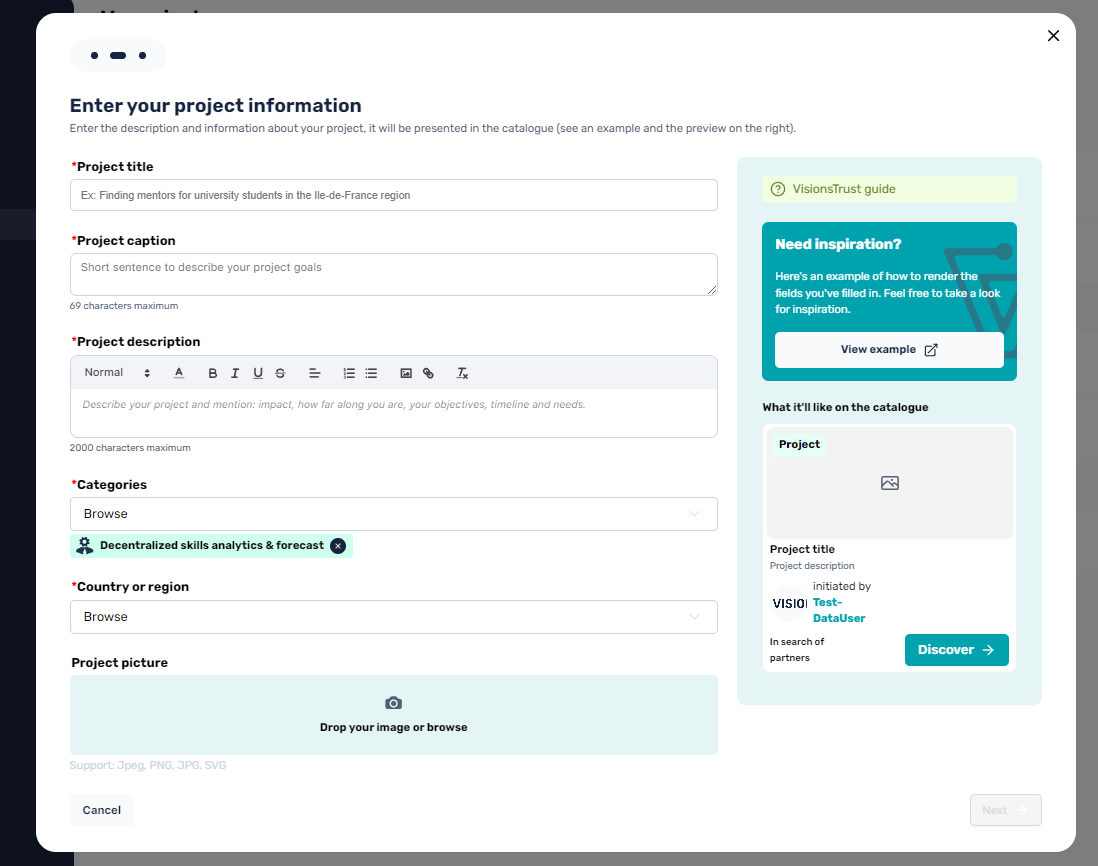 Enter your project information
Enter the description and information about your project, it will be presented in the catalogue (see an example and the preview on the right).
*Project title
Ex: Finding mentors for university students in the Ile-de-France region
*Project caption
Short sentence to describe your project goals
69 characters maximum
*Project description
Normal
Describe your project and mention: impact, how far along you are, your objectives, timeline and needs.
2000 characters maximum
*Categories
Browse
Decentralized skills analytics & forecast
*Country or region
Browse
Project picture
Drop your image or browse
Support: Jpeg, PNG, JPG, SVG
Cancel
Next
VisionsTrust guide
Need inspiration?
Here's an example of how to render the
fields you've filled in. Feel free to take a look
for inspiration.
View example
What it'll like on the catalogue
Project
Project title
Project description
VISIO
initiated by
Test-
DataUser
In search of
partners
Discover